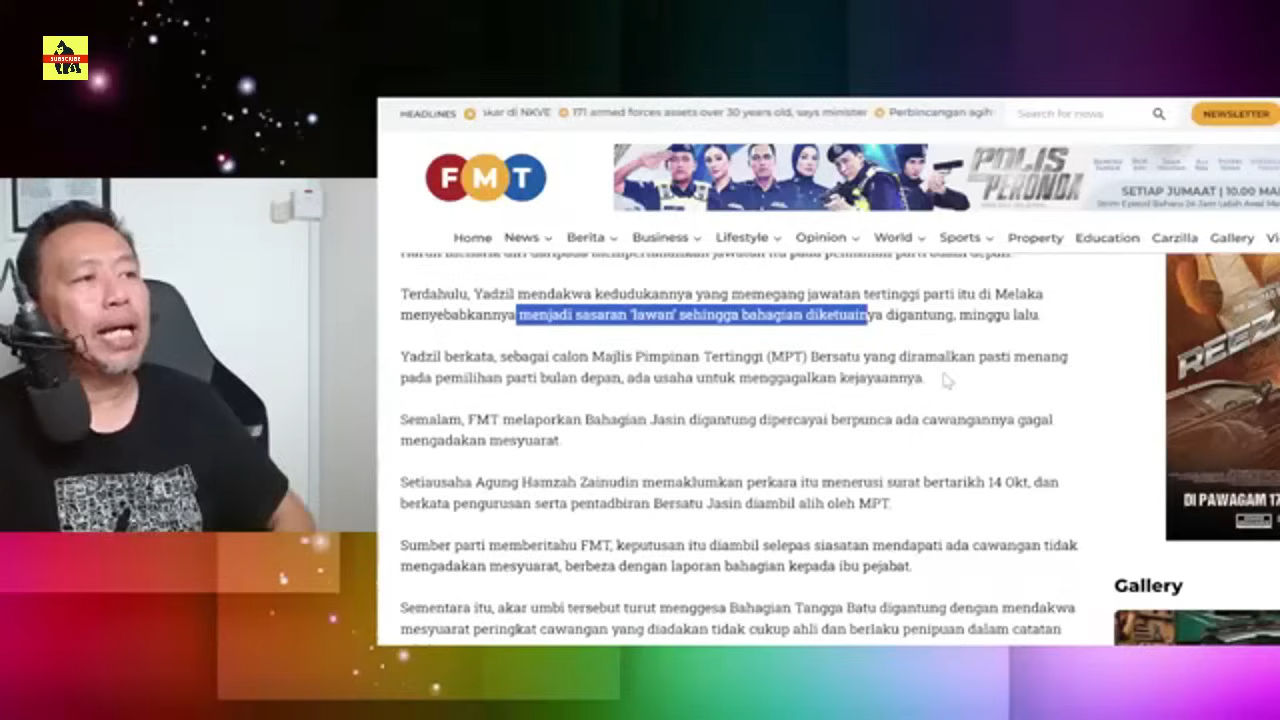 SUBSCRIBE
HEADLINES
kar di NKVE
171 armed forces assets over 30 years old, says minister
Perbincangan agih
Search for news
NEWSLETTER
FMT
POLIS PERONDA
SETIAP JUMAAT | 10.00 MA
Home News Berita Business Lifestyle Opinion World Sports Property Education Carzilla Gallery Vi
Terdahulu, Yadzil mendakwa kedudukannya yang memegang jawatan tertinggi parti itu di Melaka
menyebabkannya menjadi sasaran 'lawan' sehingga bahagian diketuainya digantung, minggu lalu.
Yadzil berkata, sebagai calon Majlis Pimpinan Tertinggi (MPT) Bersatu yang diramalkan pasti menang
pada pemilihan parti bulan depan, ada usaha untuk menggagalkan kejayaannya.
Semalam, FMT melaporkan Bahagian Jasin digantung dipercayai berpunca ada cawangannya gagal
mengadakan mesyuarat.
Setiausaha Agung Hamzah Zainudin memaklumkan perkara itu menerusi surat bertarikh 14 Okt, dan
berkata pengurusan serta pentadbiran Bersatu Jasin diambil alih oleh MPT.
Sumber parti memberitahu FMT, keputusan itu diambil selepas siasatan mendapati ada cawangan tidak
mengadakan mesyuarat, berbeza dengan laporan bahagian kepada ibu pejabat.
Sementara itu, akar umbi tersebut turut menggesa Bahagian Tangga Batu digantung dengan mendakwa
mesyuarat peringkat cawangan yang diadakan tidak cukup ahli dan berlaku penipuan dalam catatan
REEZ
DI PAWAGAM 17
Gallery